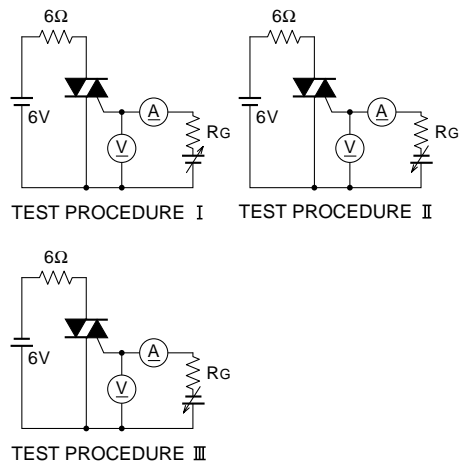 6Ω
6V
A
V
RG
TEST PROCEDURE Ⅰ
6Ω
6V
A
V
RG
TEST PROCEDURE Ⅱ
6Ω
6V
A
V
RG
TEST PROCEDURE Ⅲ